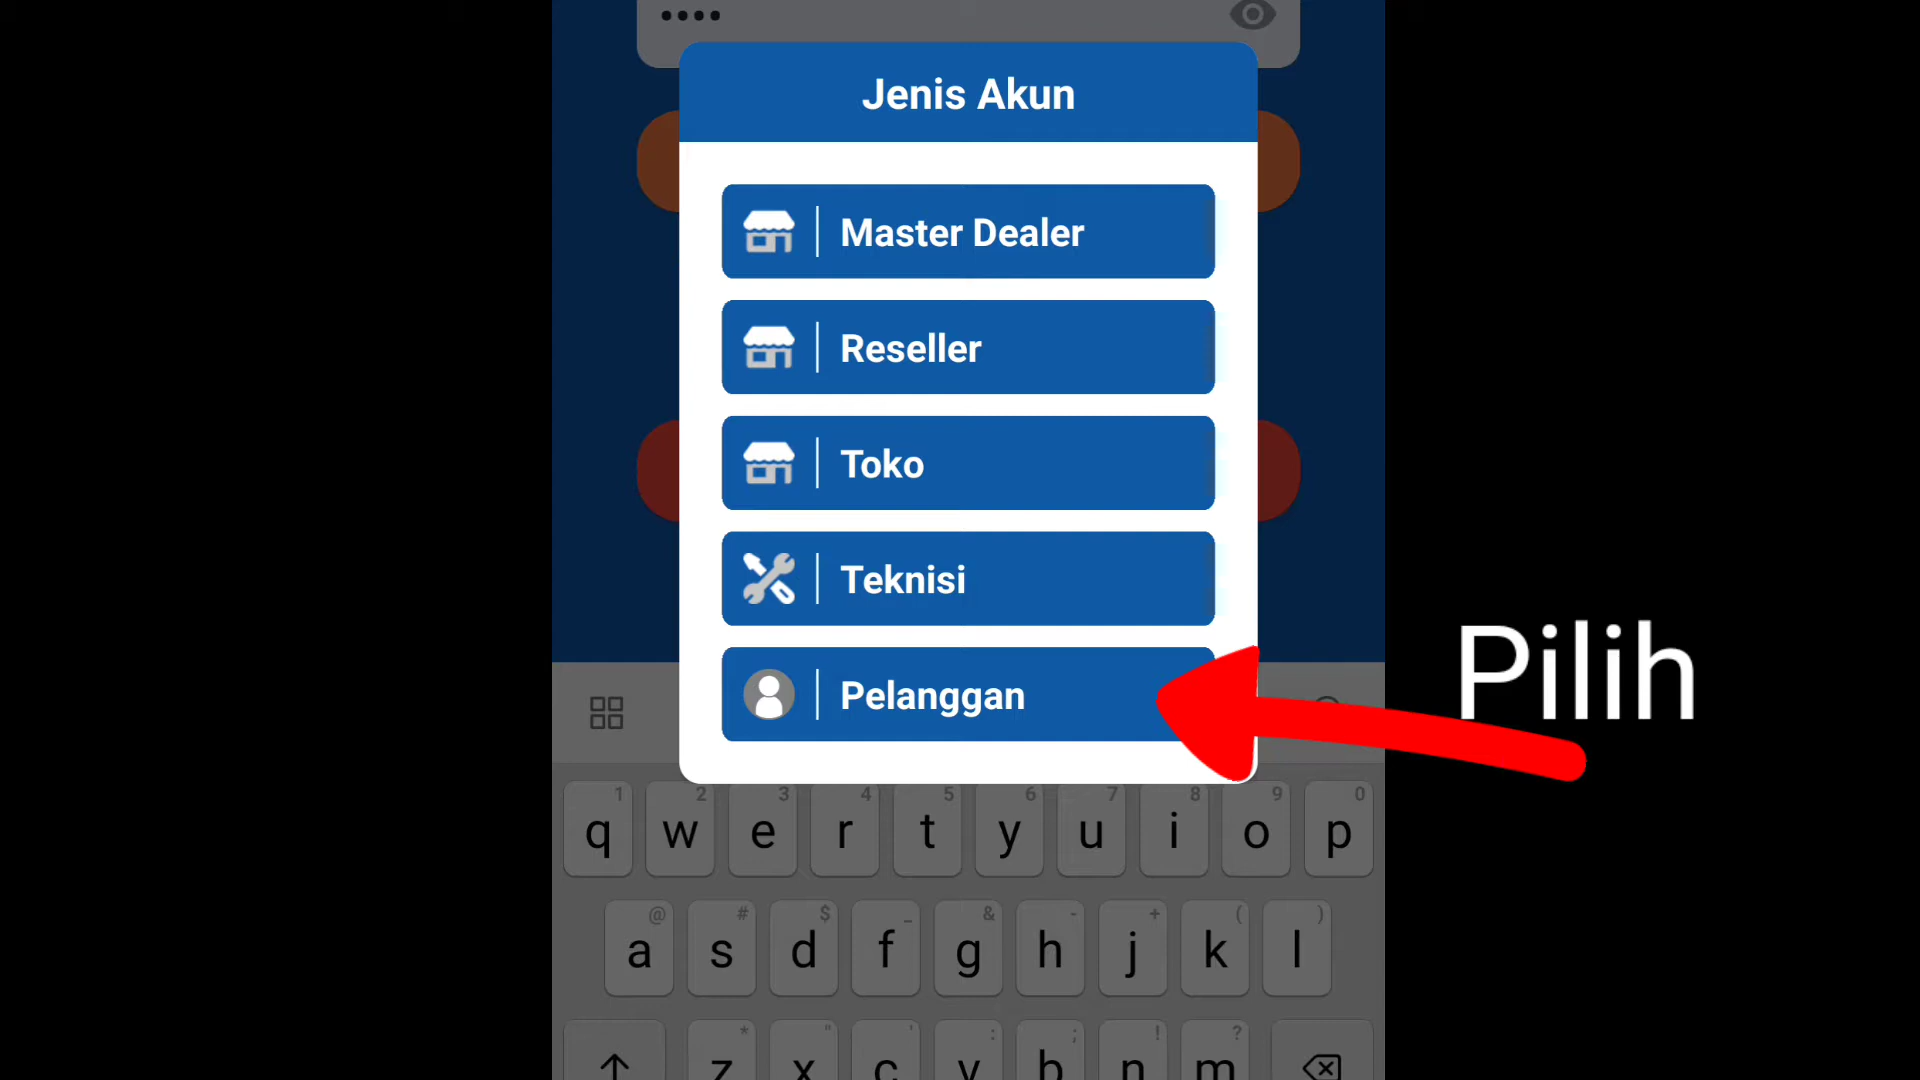 ••••
Jenis Akun
Master Dealer
Reseller
Toko
Teknisi
Pelanggan
Pilih
1 2 3 4 5 6 7 8 9 0
q w e r t y u i o p
@ # $ _ & - + ( )
a s d f g h j k l
* " ' : ; ! ?
z x c v b n m